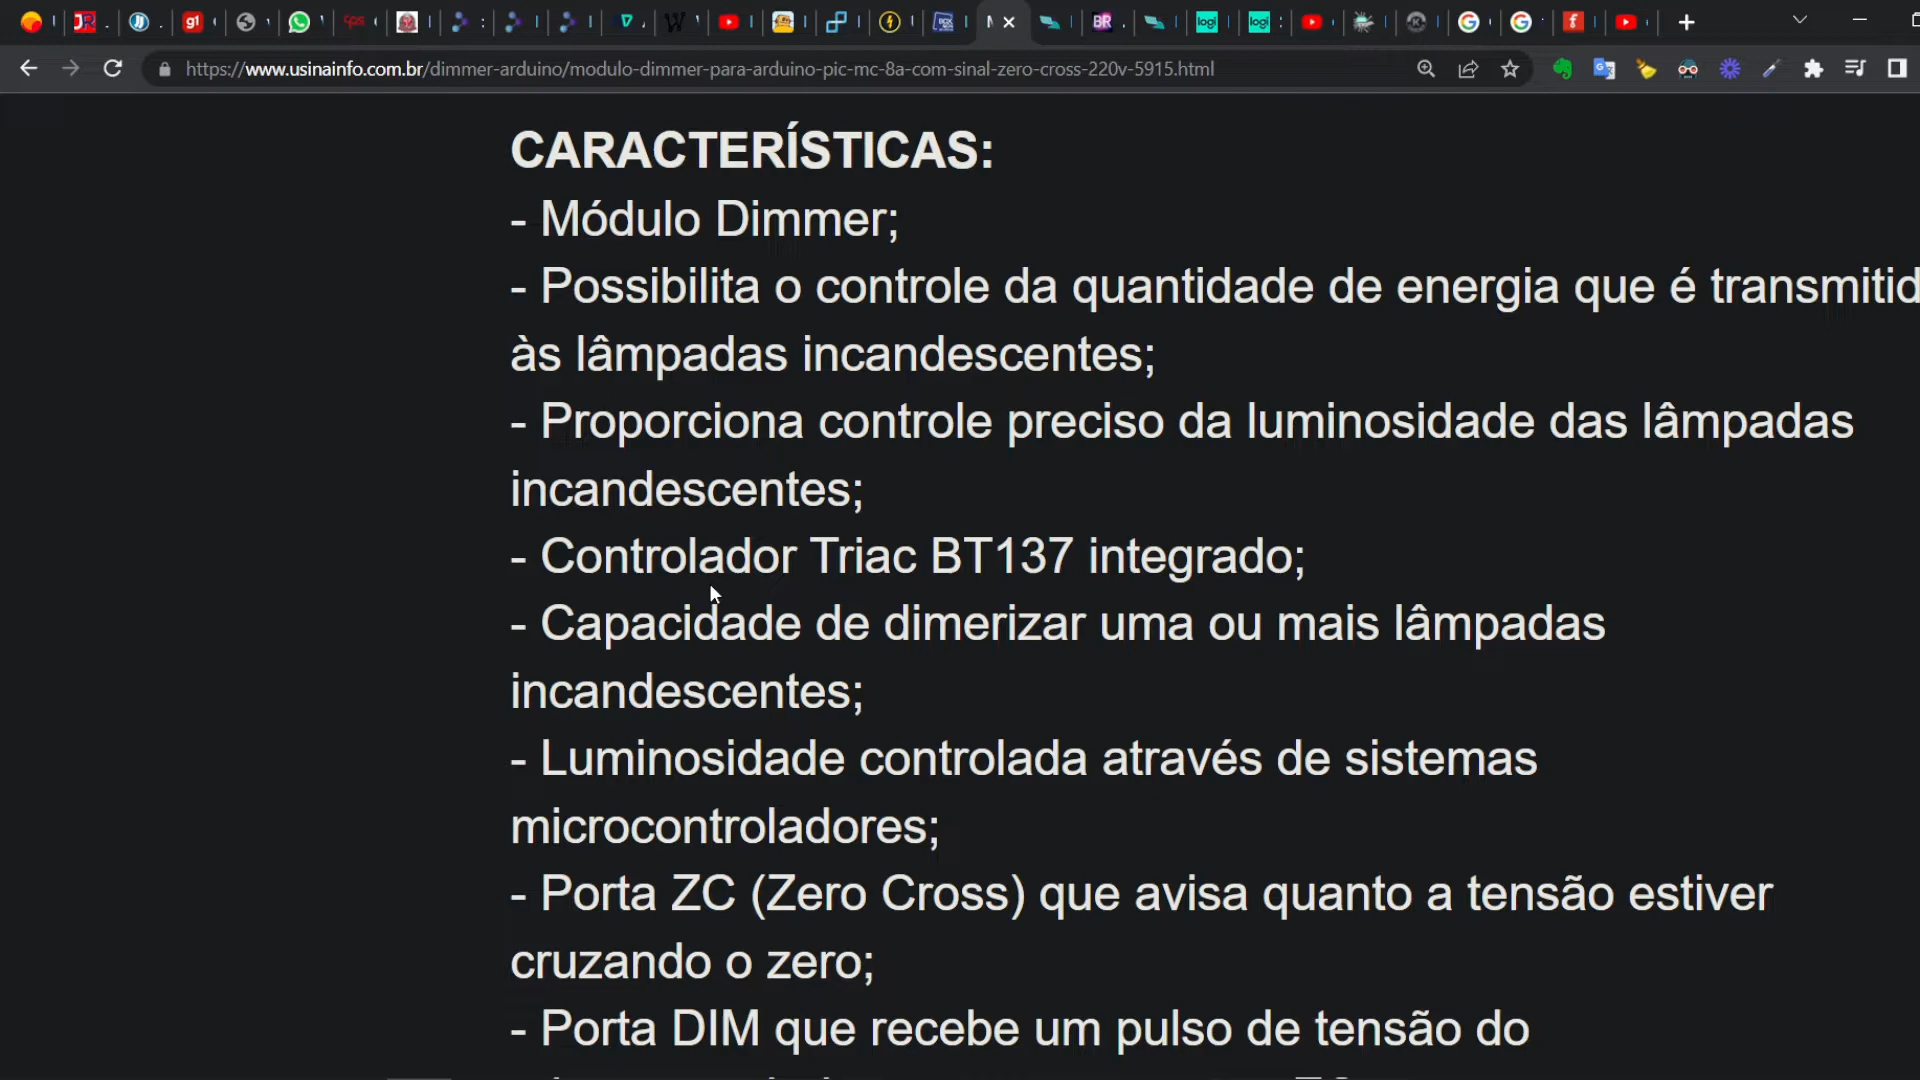 https://www.usinainfo.com.br/dimmer-arduino/modulo-dimmer-para-arduino-pic-mc-8a-com-sinal-zero-cross-220v-5915.html
CARACTERÍSTICAS:
- Módulo Dimmer;
- Possibilita o controle da quantidade de energia que é transmitid
às lâmpadas incandescentes;
- Proporciona controle preciso da luminosidade das lâmpadas
incandescentes;
- Controlador Triac BT137 integrado;
- Capacidade de dimerizar uma ou mais lâmpadas
incandescentes;
- Luminosidade controlada através de sistemas
microcontroladores;
- Porta ZC (Zero Cross) que avisa quanto a tensão estiver
cruzando o zero;
- Porta DIM que recebe um pulso de tensão do